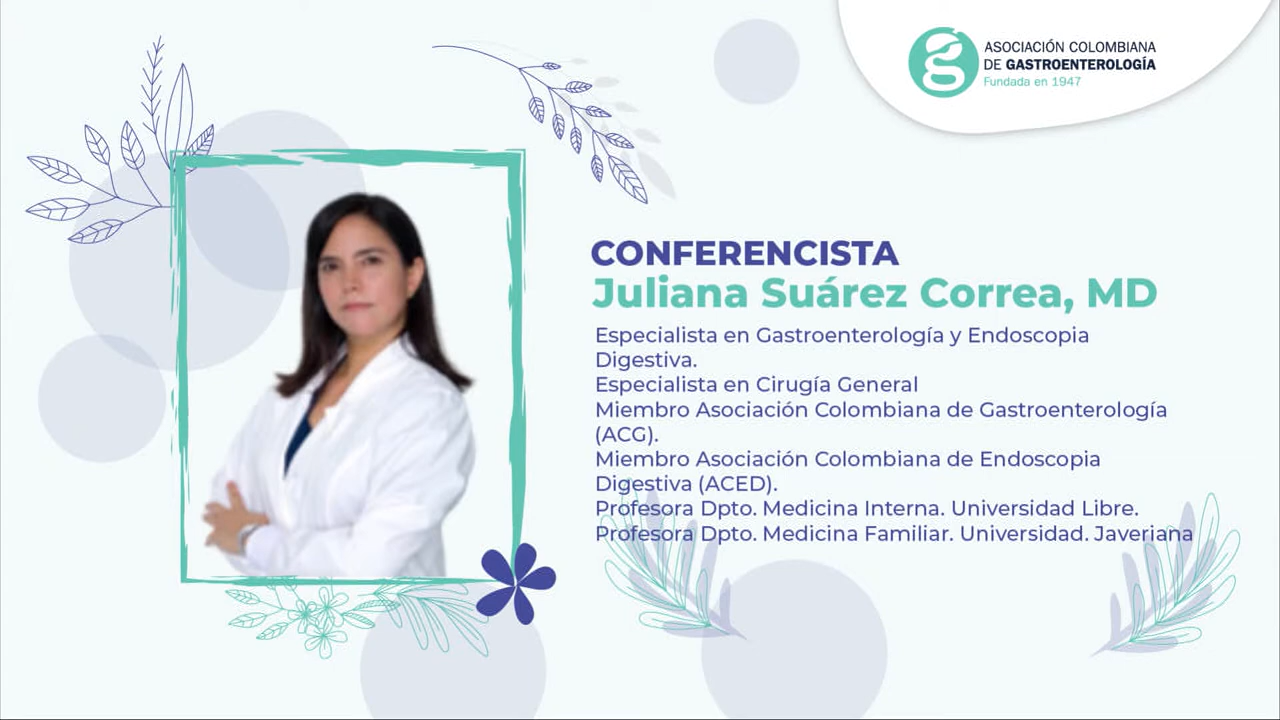 ASOCIACIÓN COLOMBIANA
DE GASTROENTEROLOGÍA
Fundada en 1947
CONFERENCISTA
Juliana Suárez Correa, MD
Especialista en Gastroenterología y Endoscopia
Digestiva.
Especialista en Cirugía General
Miembro Asociación Colombiana de Gastroenterología
(ACG).
Miembro Asociación Colombiana de Endoscopia
Digestiva (ACED).
Profesora Dpto. Medicina Interna. Universidad Libre.
Profesora Dpto. Medicina Familiar. Universidad. Javeriana